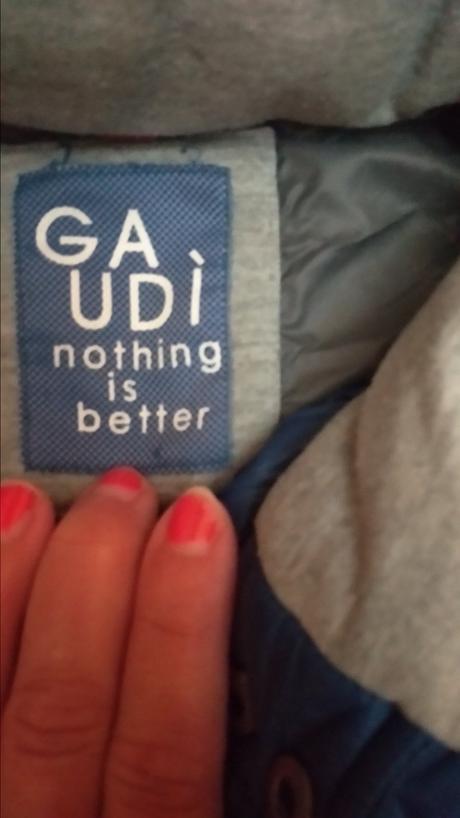 GA
UDÌ
nothing
is
better